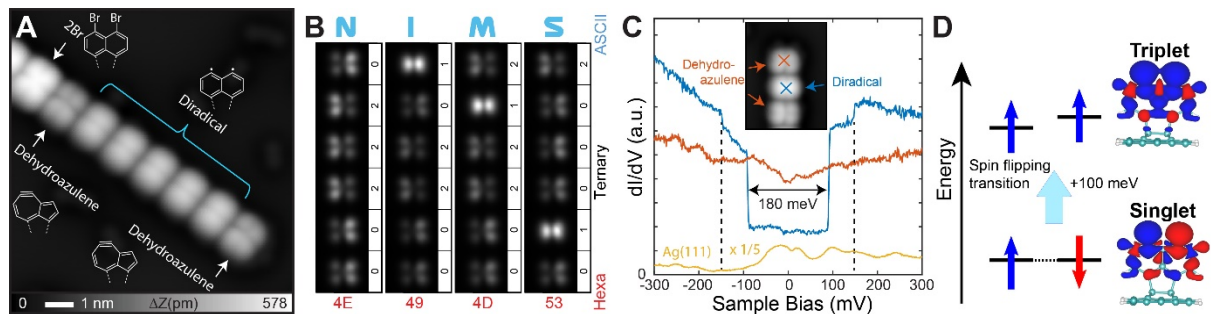 A
2Br
Br Br
Diradical
Dehydroazulene
Dehydroazulene
0 1 nm ΔZ(pm) 578
B
N I M S ASCII
0 1 2 2
2 0 1 0
2 2 2 0
2 2 2 0
0 0 0 1
0 0 0 0
Ternary
4E 49 4D 53 Hexa
C
Dehydro-
azulene
Diradical
180 meV
Ag(111) x 1/5
dI/dV (a.u.)
0
-300 -200 -100 0 100 200 300
Sample Bias (mV)
D
Triplet
Energy
Spin flipping
transition
+100 meV
Singlet